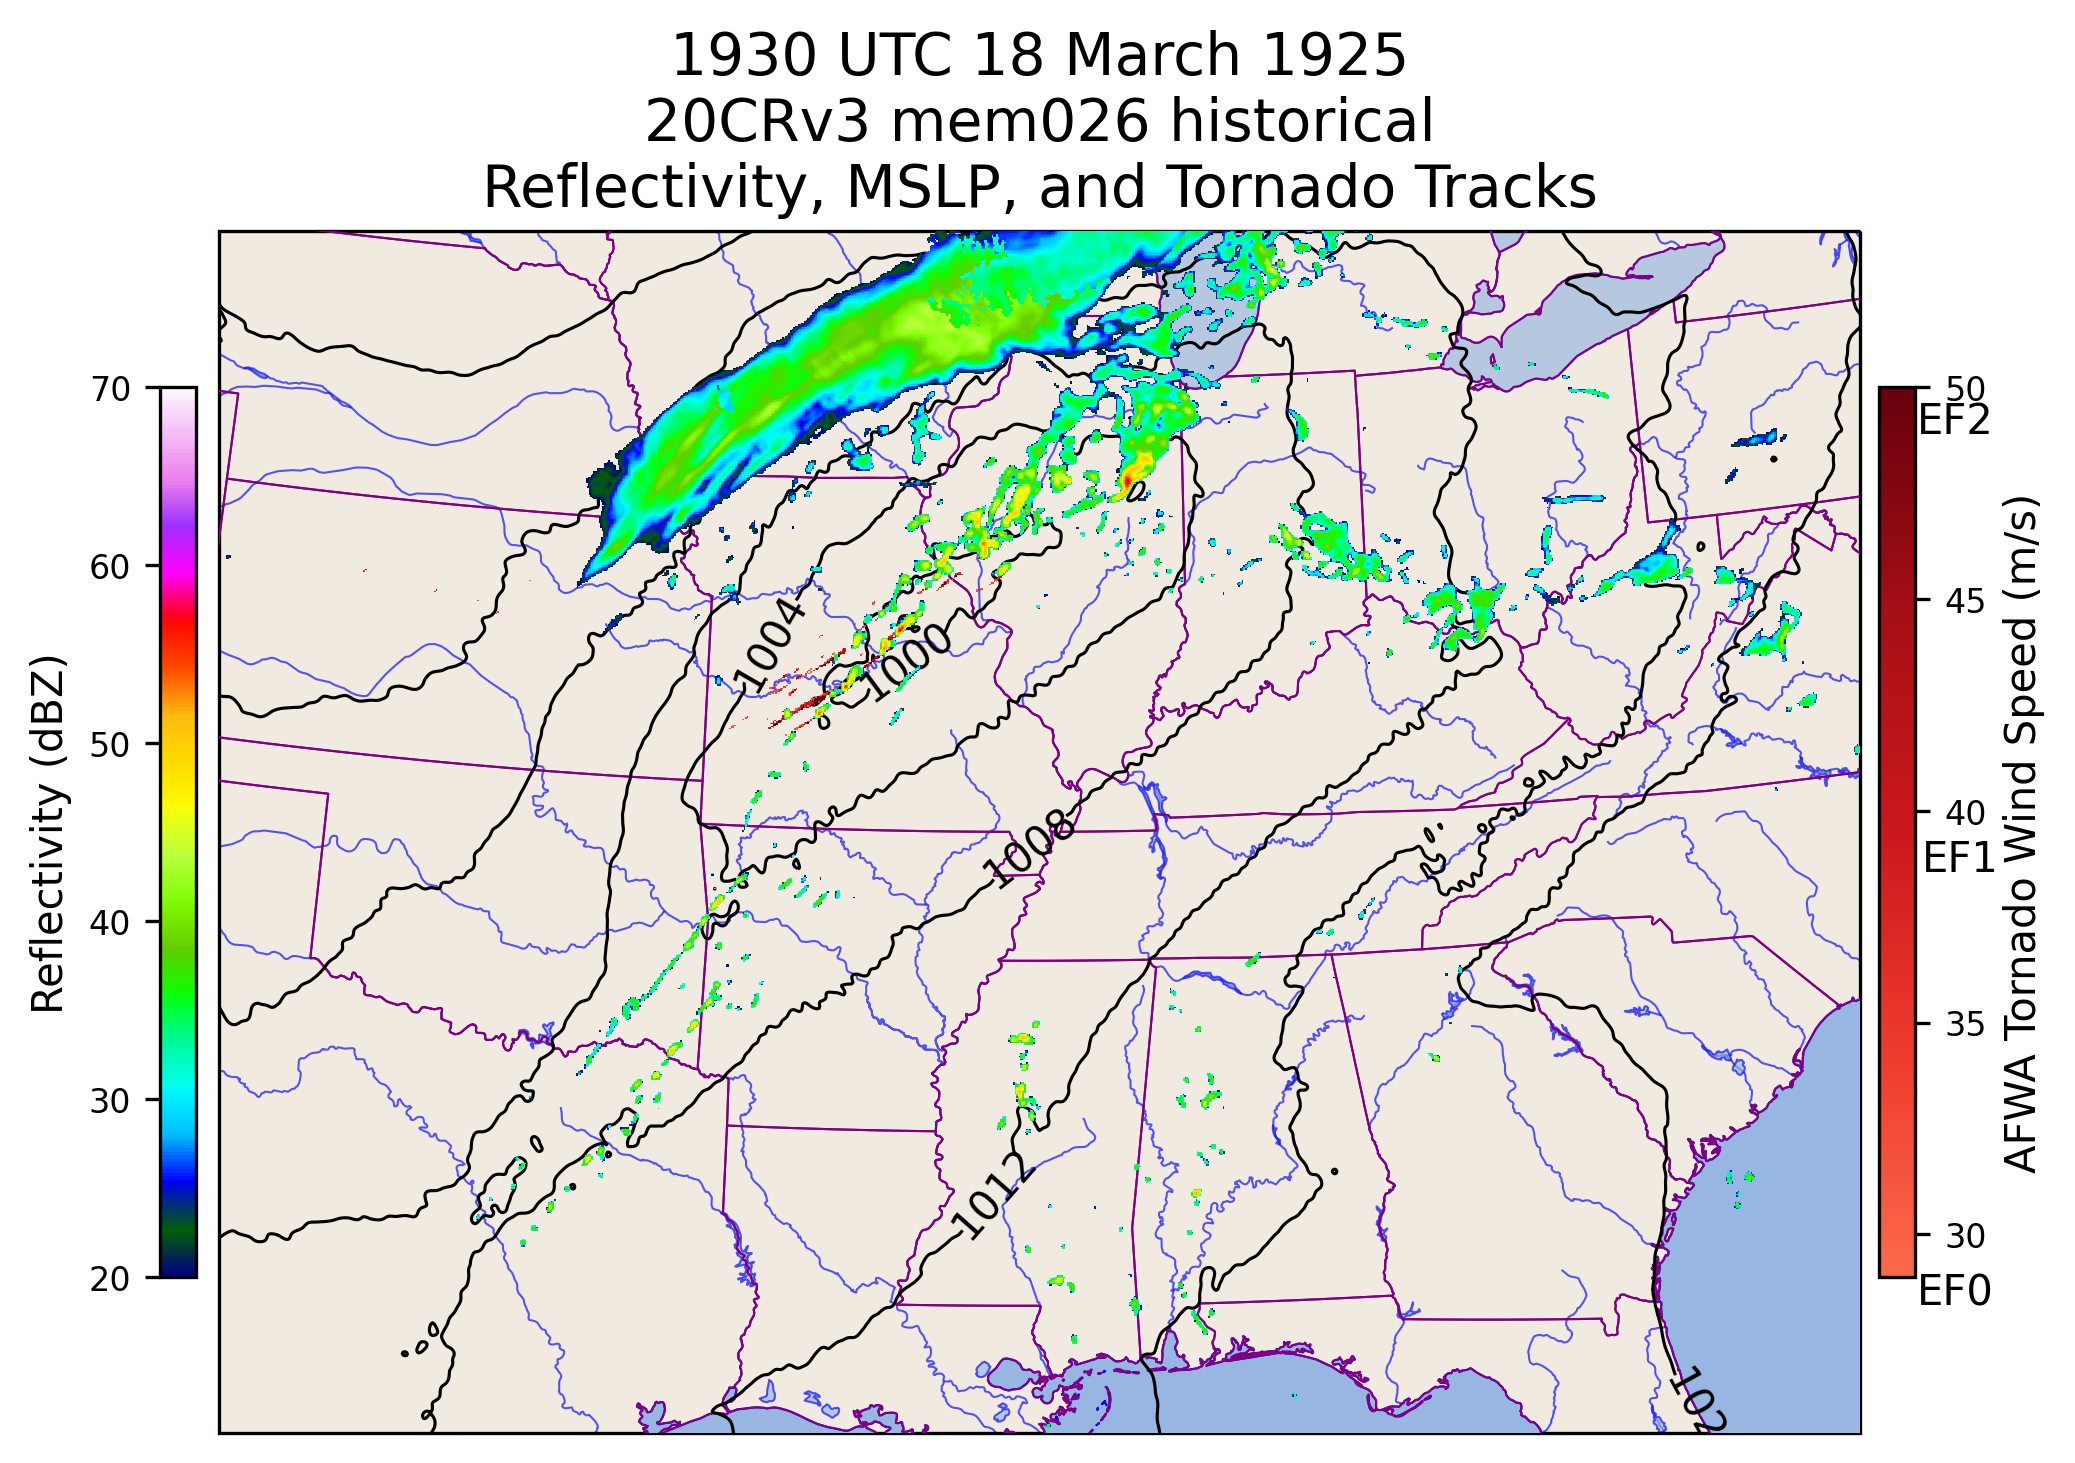 1930 UTC 18 March 1925
20CRv3 mem026 historical
Reflectivity, MSLP, and Tornado Tracks
Reflectivity (dBZ)
70
60
50
40
30
20
1004
1000
1008
1012
102
50
EF2
45
40
EF1
35
30
EF0
AFWA Tornado Wind Speed (m/s)